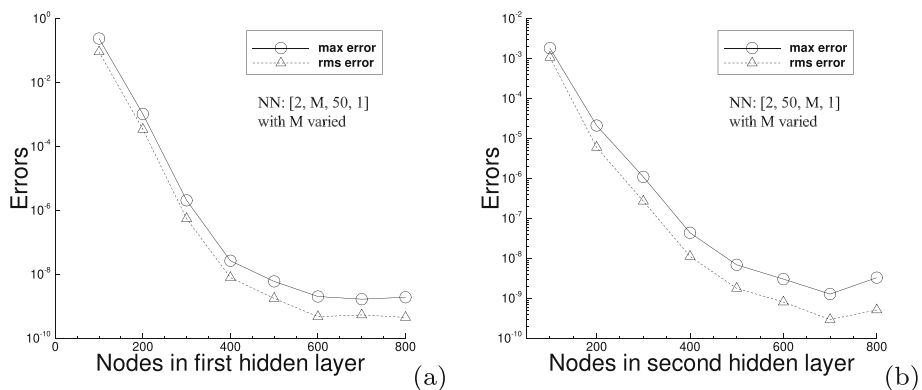 10^0
10^-2
10^-4
10^-6
10^-8
10^-10
Errors
max error
rms error
NN: [2, M, 50, 1]
with M varied
0 200 400 600 800
Nodes in first hidden layer
(a)
10^-2
10^-3
10^-4
10^-5
10^-6
10^-7
10^-8
10^-9
10^-10
Errors
max error
rms error
NN: [2, 50, M, 1]
with M varied
200 400 600 800
Nodes in second hidden layer
(b)